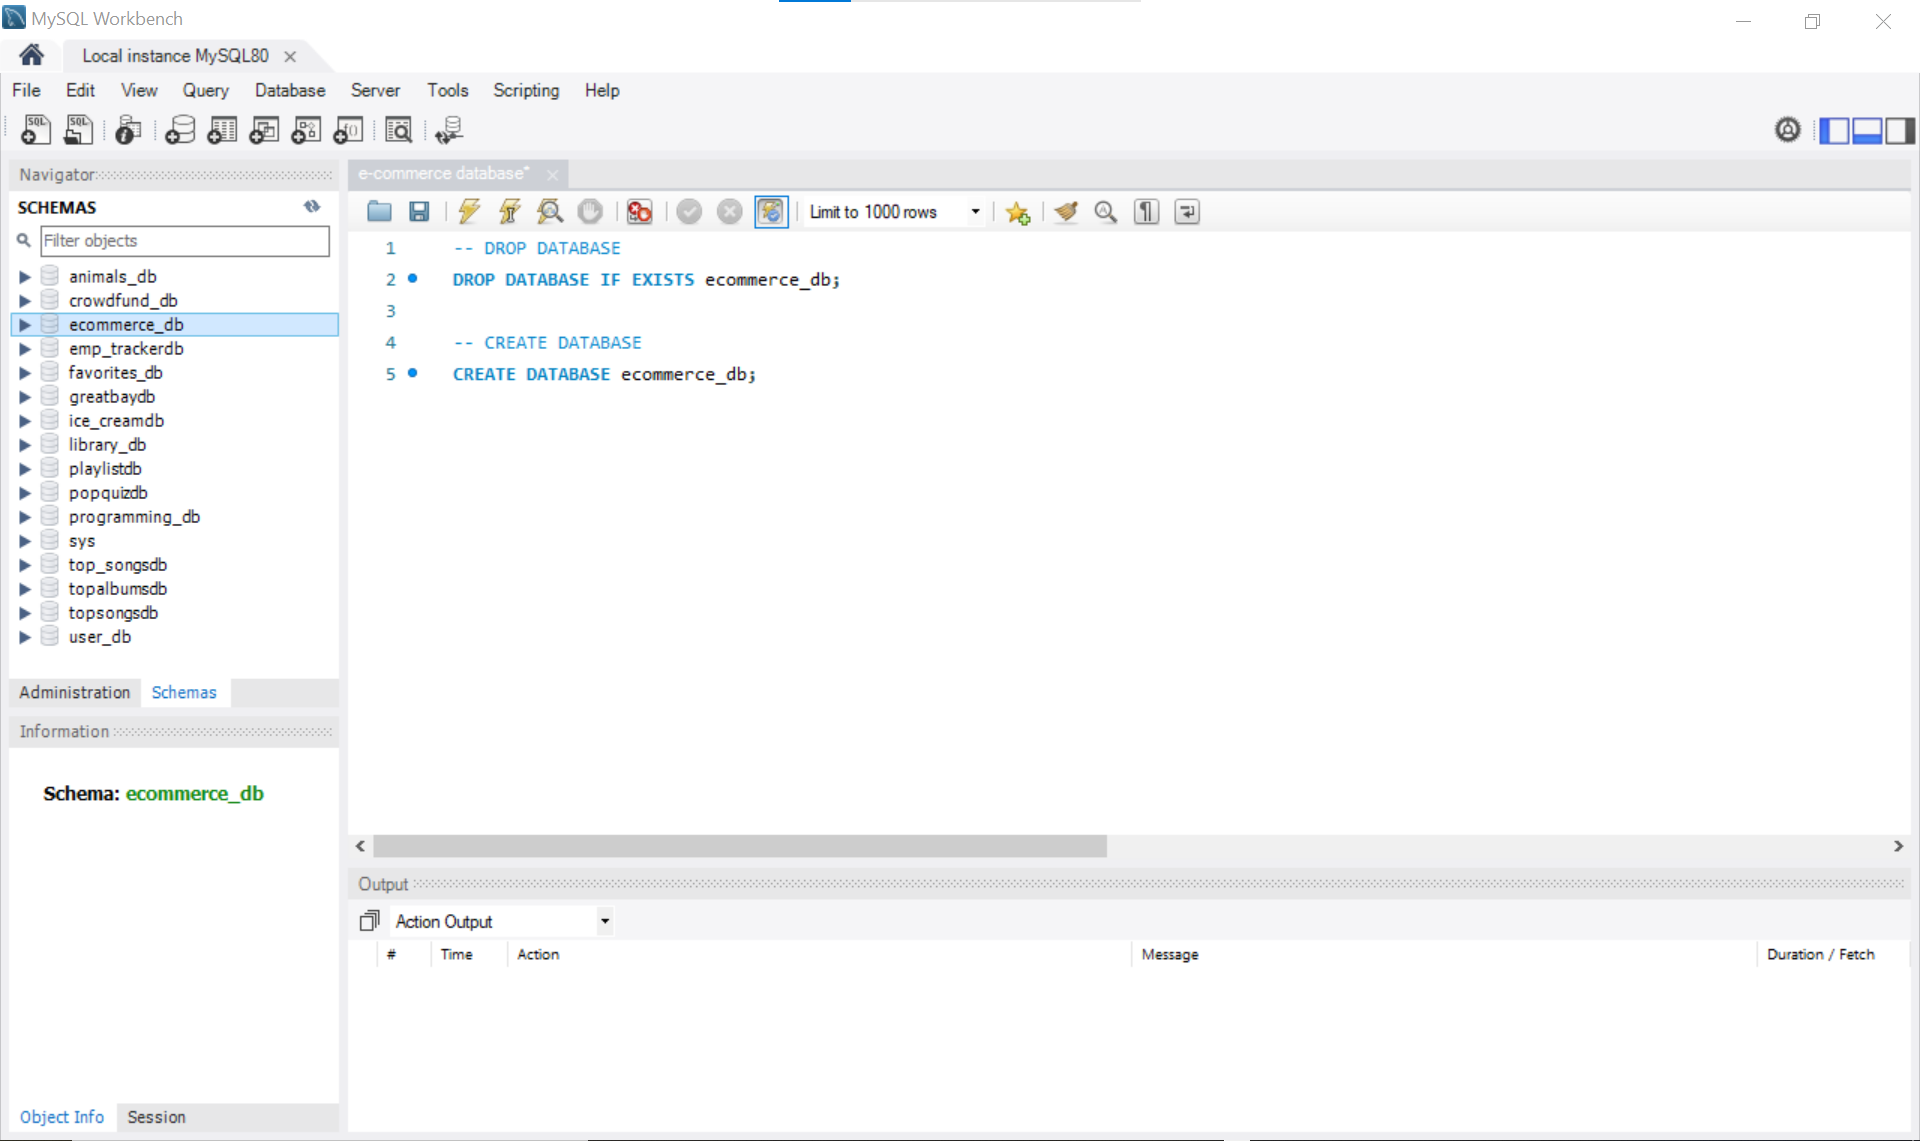 MySQL Workbench
Local instance MySQL80
File Edit View Query Database Server Tools Scripting Help
SQL SQL
Navigator
SCHEMAS
Filter objects
animals_db
crowdfund_db
ecommerce_db
emp_trackerdb
favorites_db
greatbaydb
ice_creamdb
library_db
playlistdb
popquizdb
programming_db
sys
top_songsdb
topalbumsdb
topsongsdb
user_db
Administration Schemas
Information
Schema: ecommerce_db
Object Info Session
e-commerce database*
Limit to 1000 rows
1 -- DROP DATABASE
2 DROP DATABASE IF EXISTS ecommerce_db;
3
4 -- CREATE DATABASE
5 CREATE DATABASE ecommerce_db;
Output
Action Output
# Time Action Message Duration / Fetch